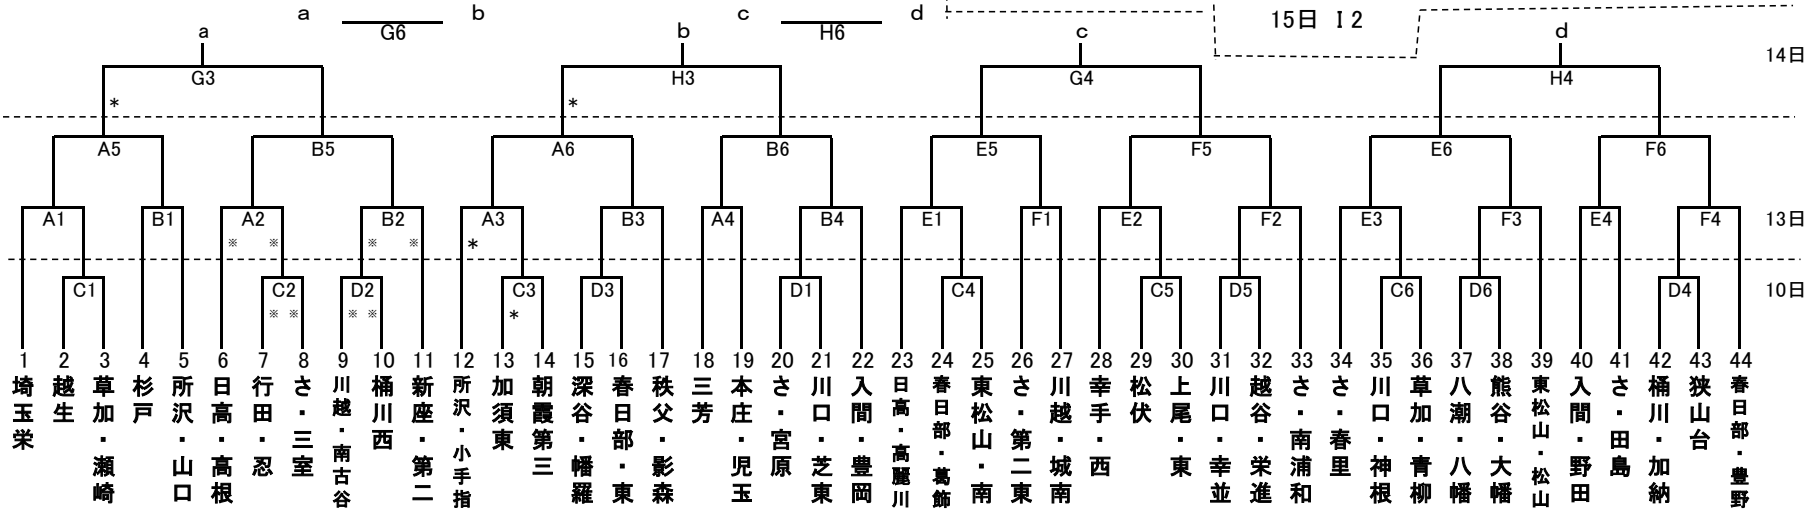 a G6 b c H6 d 15日 I2
a b c d
14日
G3 H3 G4 H4
* *
A5 B5 A6 B6 E5 F5 E6 F6
A1 B1 A2 B2 A3 B3 A4 B4 E1 F1 E2 F2 E3 F3 E4 F4 13日
※ ※ ※ ※ *
C1 C2 D2 C3 D3 D1 C4 C5 D5 C6 D6 D4 10日
※ ※ ※ ※ *
1 2 3 4 5 6 7 8 9 10 11 12 13 14 15 16 17 18 19 20 21 22 23 24 25 26 27 28 29 30 31 32 33 34 35 36 37 38 39 40 41 42 43 44
埼玉栄
越生
草加・瀬崎
杉戸
所沢・山口
日高・高根
行田・忍
さ・三室
川越・南古谷
桶川西
新座・第二
所沢・小手指
加須東
朝霞第三
深谷・幡羅
春日部・東
秩父・影森
三芳
本庄・児玉
さ・宮原
川口・芝東
入間・豊岡
日高・高麗川
春日部・葛飾
東松山・南
さ・第二東
川越・城南
幸手・西
松伏
上尾・東
川口・幸並
越谷・栄進
さ・南浦和
さ・春里
川口・神根
草加・青柳
八潮・八幡
熊谷・大幡
東松山・松山
入間・野田
さ・田島
桶川・加納
狭山台
春日部・豊野